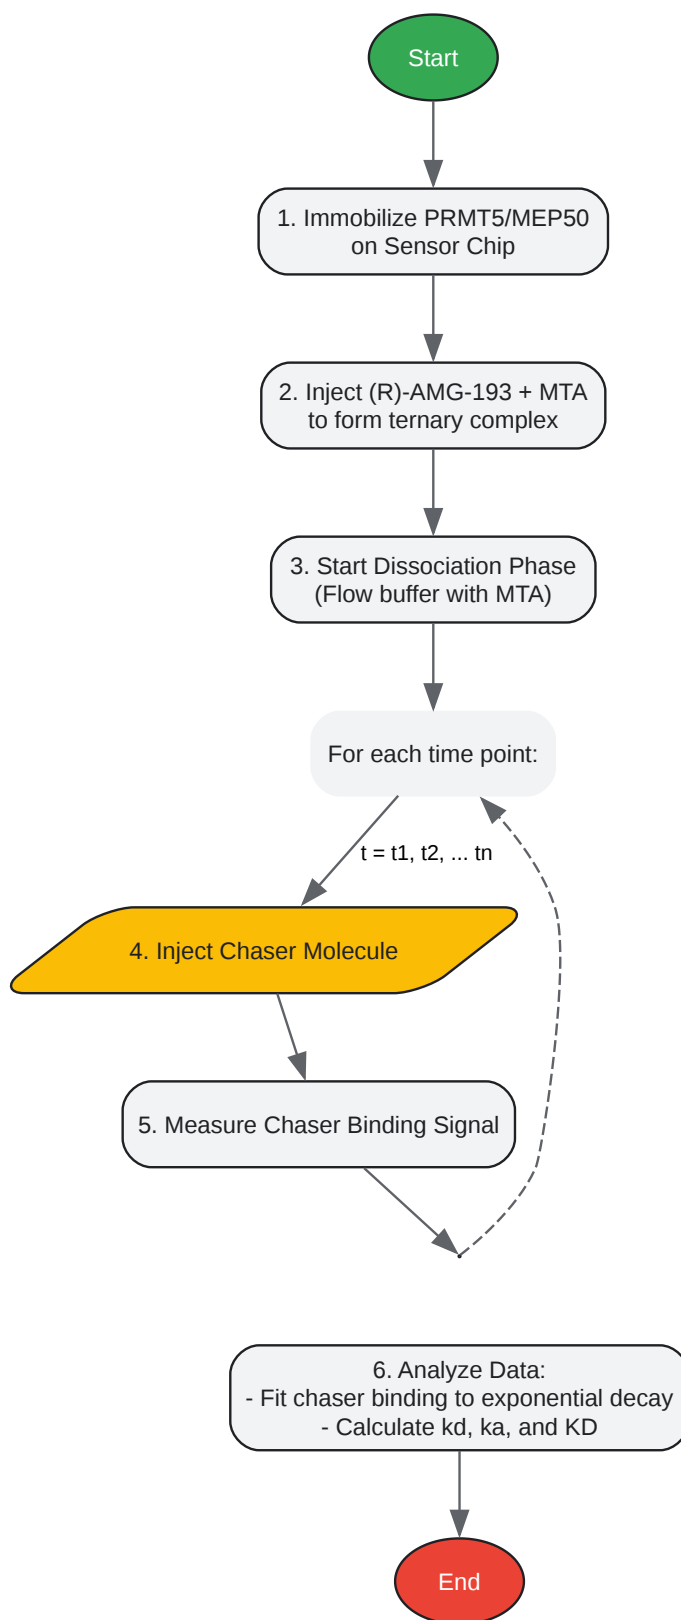 Start
1. Immobilize PRMT5/MEP50
on Sensor Chip
2. Inject (R)-AMG-193 + MTA
to form ternary complex
3. Start Dissociation Phase
(Flow buffer with MTA)
For each time point:
t = t1, t2, ... tn
4. Inject Chaser Molecule
5. Measure Chaser Binding Signal
6. Analyze Data:
- Fit chaser binding to exponential decay
- Calculate kd, ka, and KD
End